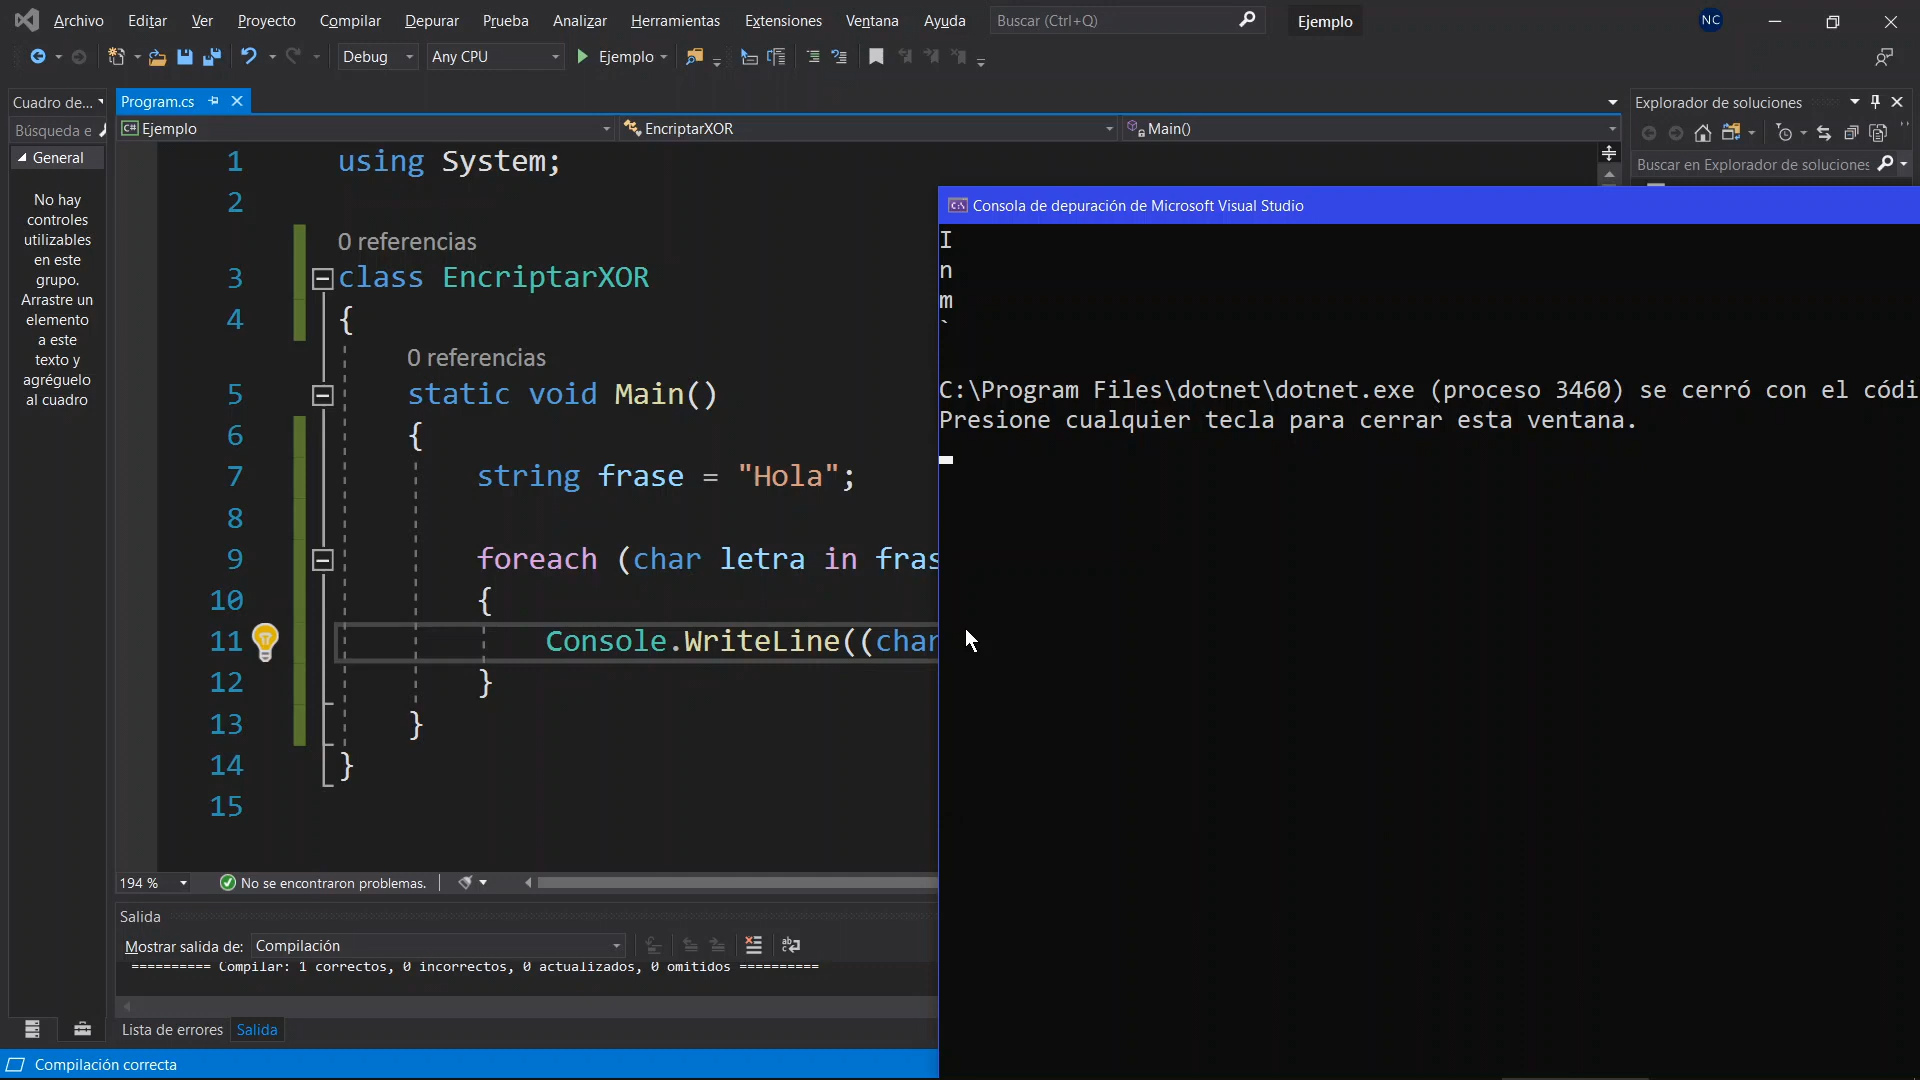 Archivo Editar Ver Proyecto Compilar Depurar Prueba Analizar Herramientas Extensiones Ventana Ayuda Buscar (Ctrl+Q) Ejemplo NC
Debug Any CPU Ejemplo
Cuadro de... Program.cs Explorador de soluciones
Búsqueda e Ejemplo EncriptarXOR Main()
General
Buscar en Explorador de soluciones
No hay
controles
utilizables
en este
grupo.
Arrastre un
elemento
a este
texto y
agréguelo
al cuadro
1 using System;
2
0 referencias
3 class EncriptarXOR
4 {
0 referencias
5 static void Main()
6 {
7 string frase = "Hola";
8
9 foreach (char letra in fras
10 {
11 Console.WriteLine((char
12 }
13 }
14 }
15
Consola de depuración de Microsoft Visual Studio
I
n
m
`
C:\Program Files\dotnet\dotnet.exe (proceso 3460) se cerró con el códi
Presione cualquier tecla para cerrar esta ventana.
194 % No se encontraron problemas.
Salida
Mostrar salida de: Compilación
========== Compilar: 1 correctos, 0 incorrectos, 0 actualizados, 0 omitidos ==========
Lista de errores Salida
Compilación correcta